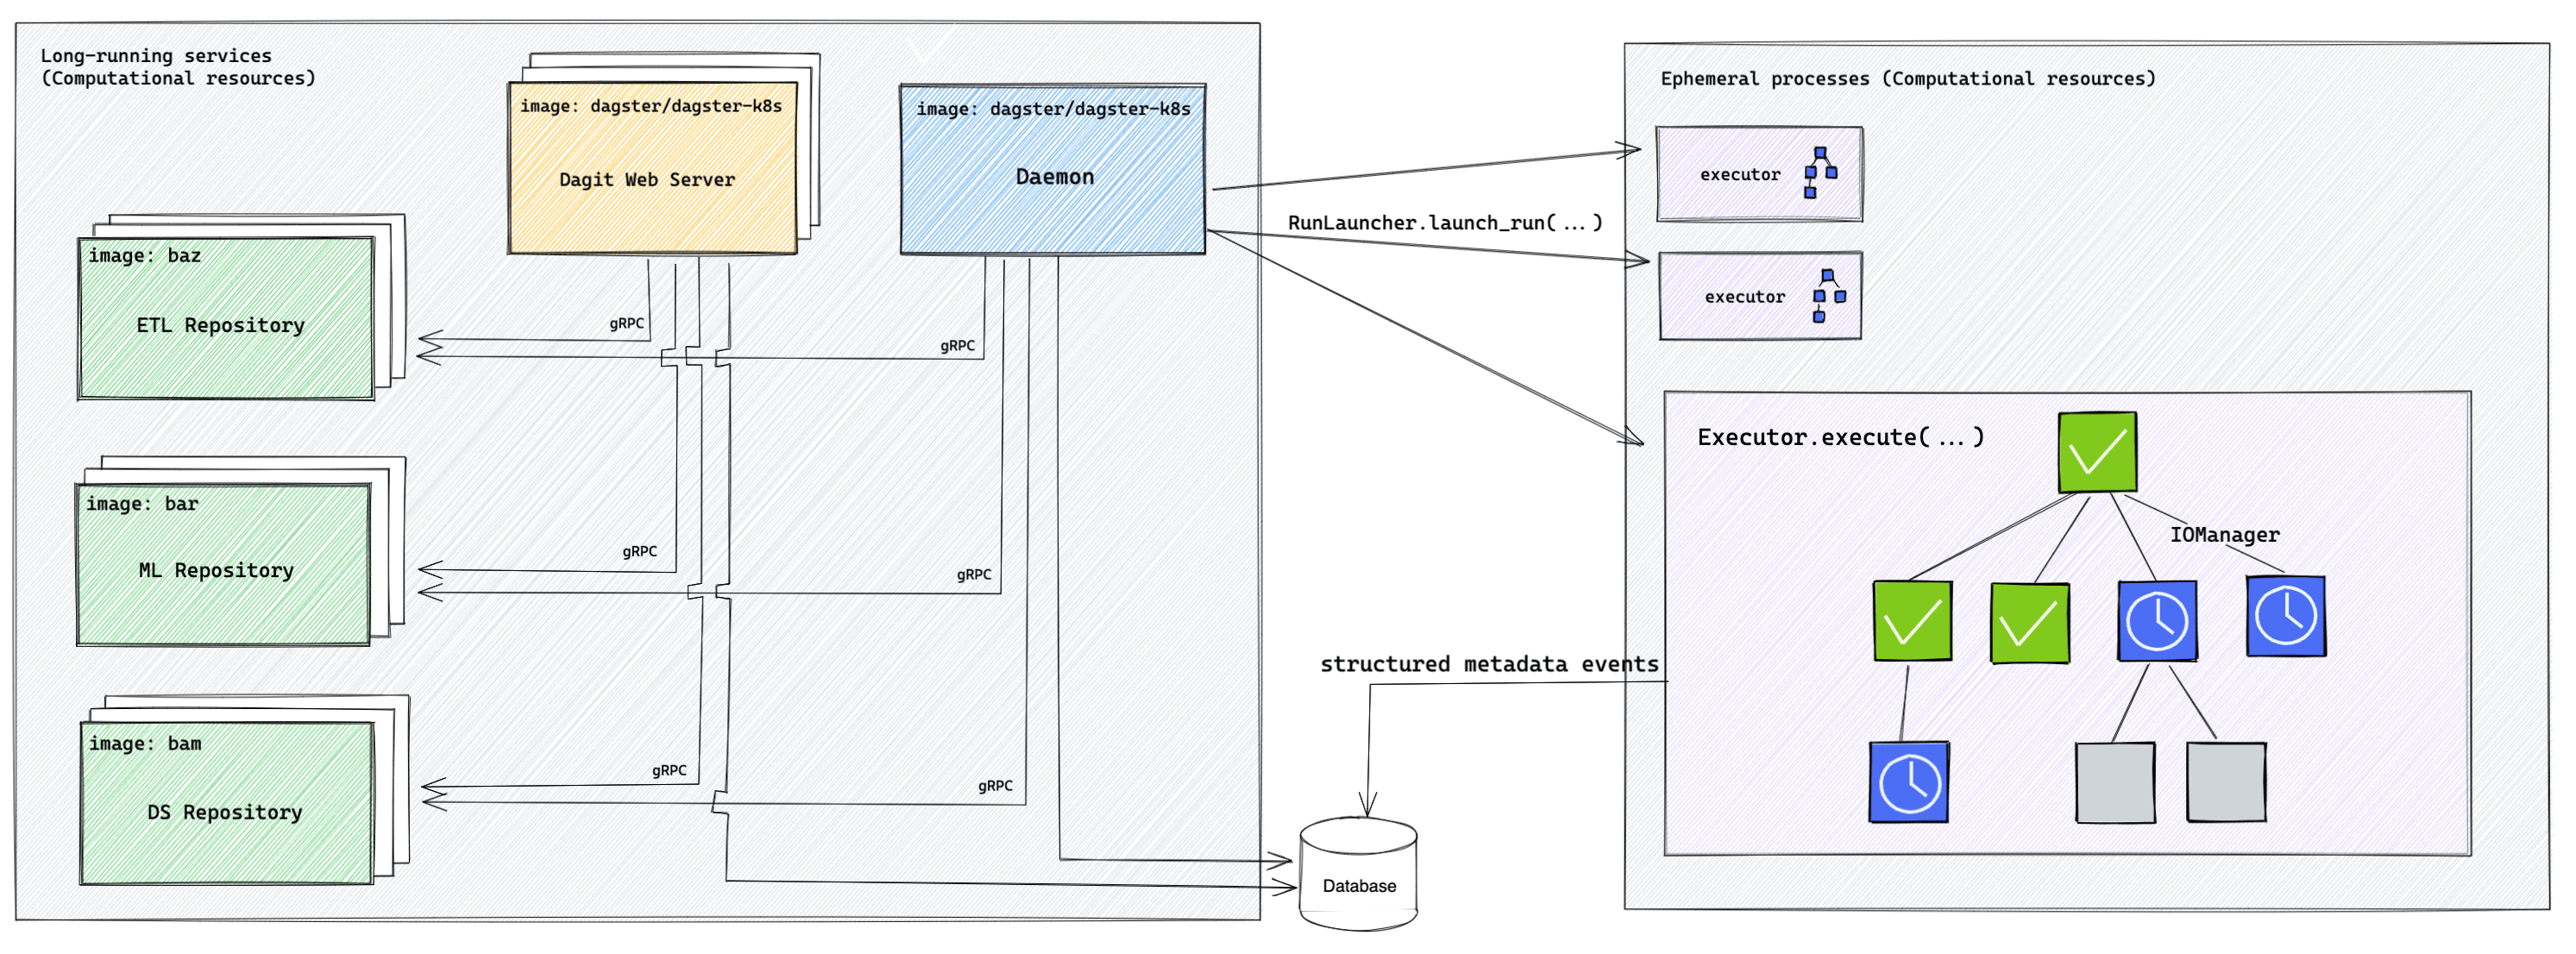 Long-running services
(Computational resources)
image: dagster/dagster-k8s
Dagit Web Server
image: dagster/dagster-k8s
Daemon
image: baz
ETL Repository
gRPC
gRPC
image: bar
ML Repository
gRPC
gRPC
image: bam
DS Repository
gRPC
gRPC
RunLauncher.launch_run(...)
structured metadata events
Database
Ephemeral processes (Computational resources)
executor
executor
Executor.execute(...)
IOManager